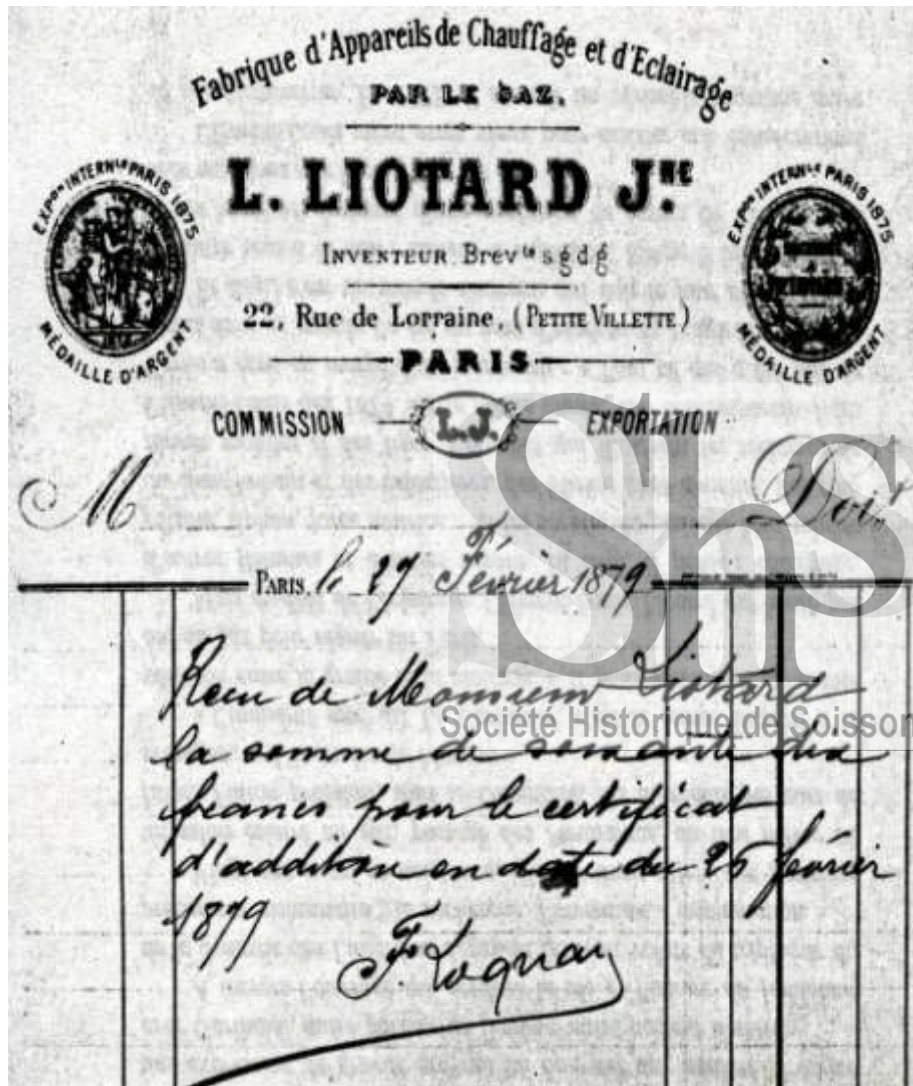 Fabrique d'Appareils de Chauffage et d'Eclairage
PAR LE GAZ.
L. LIOTARD JNE
INVENTEUR Brevté sgdg
22, Rue de Lorraine, (PETITE VILLETTE)
PARIS
EXPON INTERNLE PARIS 1875
MÉDAILLE D'ARGENT
EXPON INTERNLE PARIS 1875
MÉDAILLE D'ARGENT
COMMISSION L.J. EXPORTATION
M Doit
PARIS, le 27 Février 1879
Reçu de Monsieur Liotard
la somme de soixante dix
francs pour le certificat
d'addition en date du 25 février
1879
ShS
Société Historique de Soisson